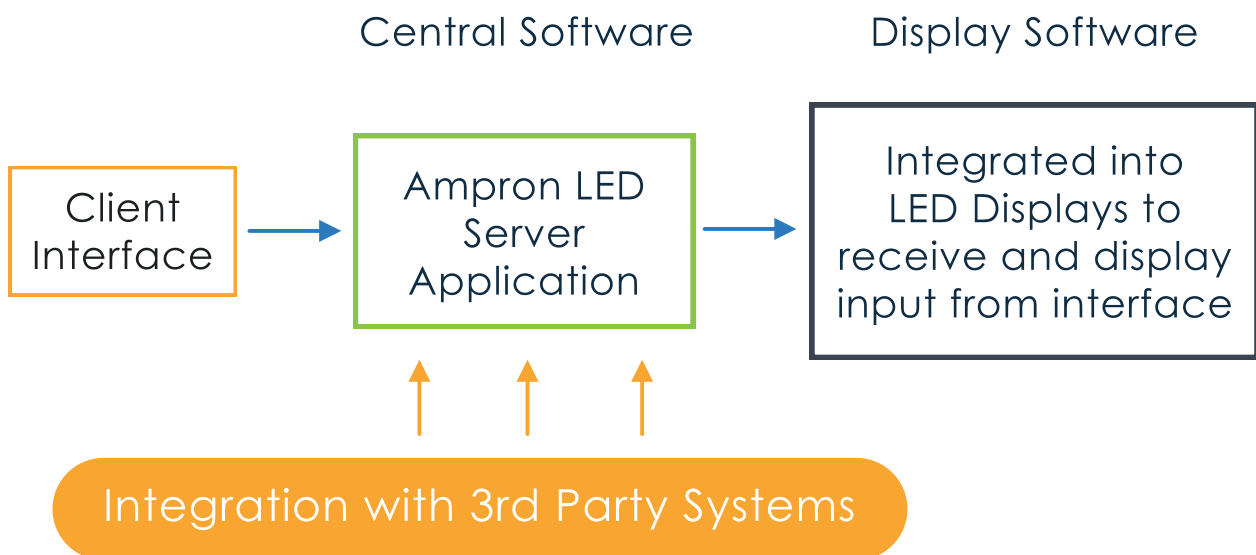 Central Software
Display Software
Client
Interface
Ampron LED
Server
Application
Integrated into
LED Displays to
receive and display
input from interface
Integration with 3rd Party Systems